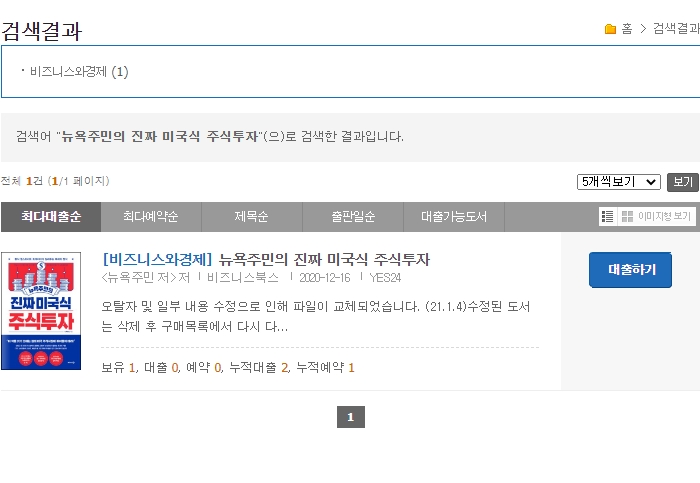 검색결과
홈 > 검색결과
· 비즈니스와경제 (1)
검색어 "뉴욕주민의 진짜 미국식 주식투자"(으)로 검색한 결과입니다.
전체 1건 (1/1 페이지)
5개씩보기
보기
최다대출순
최다예약순
제목순
출판일순
대출가능도서
이미지형 보기
뉴욕주민의
진짜 미국식
주식투자
[비즈니스와경제] 뉴욕주민의 진짜 미국식 주식투자
<뉴욕주민 저> 저 | 비즈니스북스 | 2020-12-16 | YES24
오탈자 및 일부 내용 수정으로 인해 파일이 교체되었습니다. (21.1.4)수정된 도서
는 삭제 후 구매목록에서 다시 다...
보유 1, 대출 0, 예약 0, 누적대출 2, 누적예약 1
대출하기
1